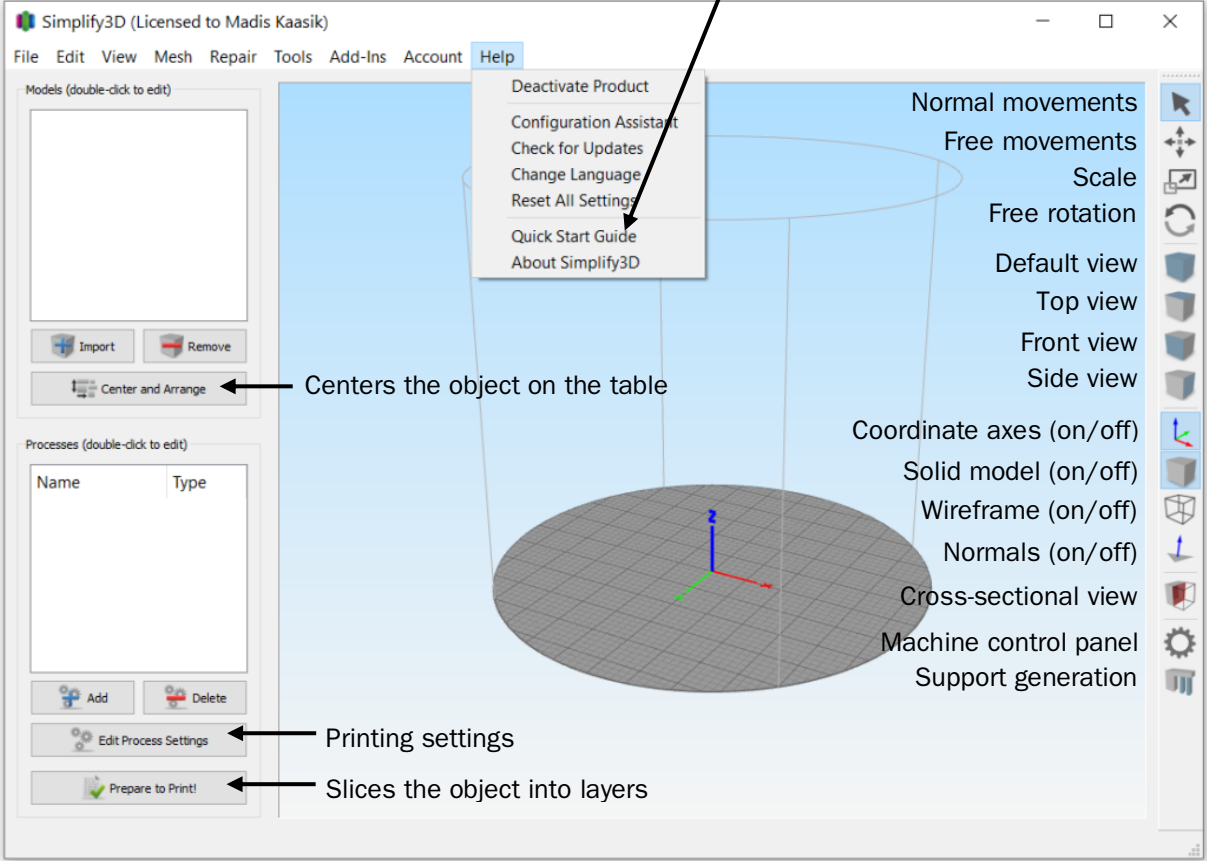 Simplify3D (Licensed to Madis Kaasik)
File Edit View Mesh Repair Tools Add-Ins Account Help
Models (double-click to edit)
Deactivate Product
Configuration Assistant
Check for Updates
Change Language
Reset All Settings
Quick Start Guide
About Simplify3D
Normal movements
Free movements
Scale
Free rotation
Default view
Top view
Front view
Side view
Import Remove
Center and Arrange
Centers the object on the table
Processes (double-click to edit)
Name Type
Coordinate axes (on/off)
Solid model (on/off)
Wireframe (on/off)
Normals (on/off)
Cross-sectional view
Machine control panel
Support generation
Z
Add Delete
Edit Process Settings
Printing settings
Prepare to Print!
Slices the object into layers